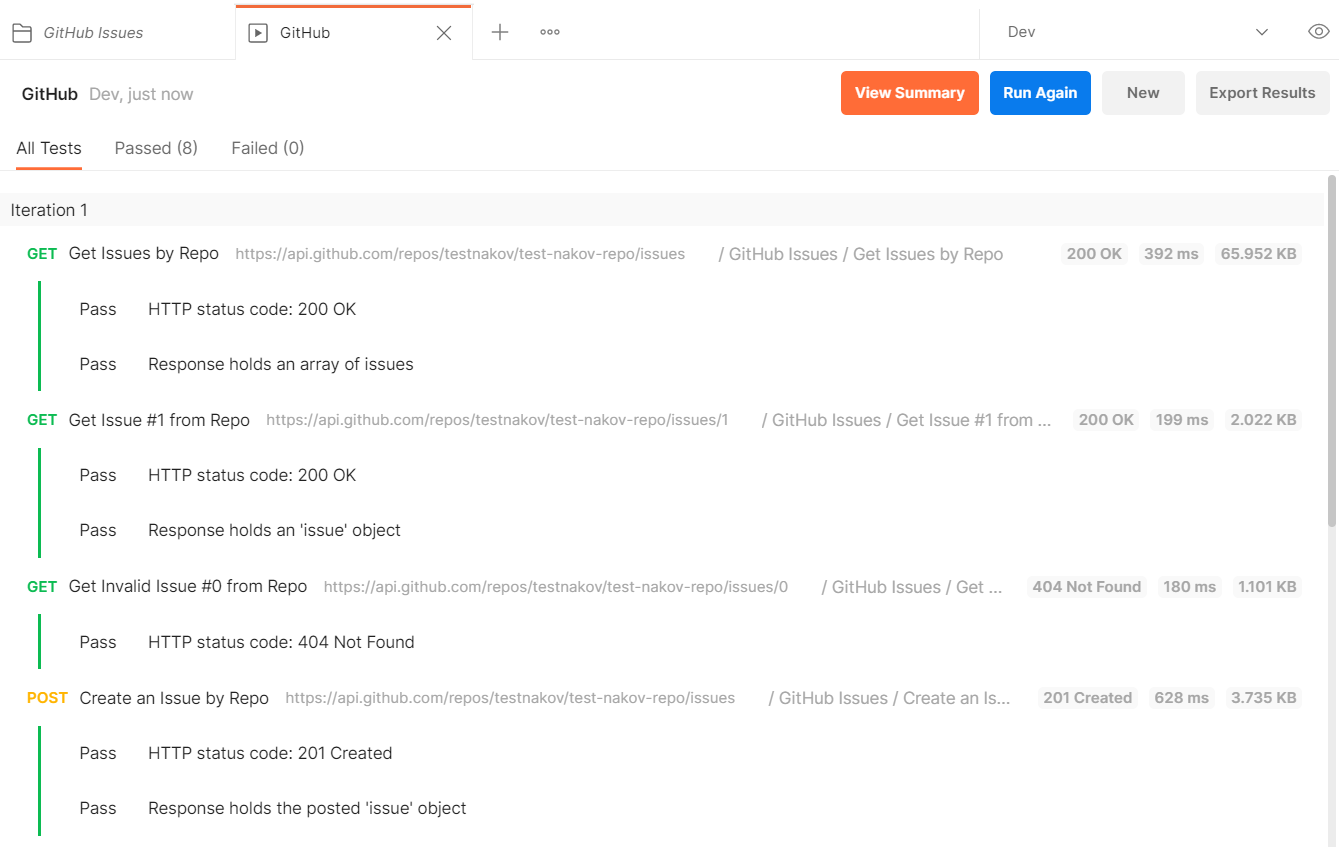 GitHub Issues GitHub Dev
GitHub Dev, just now View Summary Run Again New Export Results
All Tests Passed (8) Failed (0)
Iteration 1
GET Get Issues by Repo https://api.github.com/repos/testnakov/test-nakov-repo/issues / GitHub Issues / Get Issues by Repo 200 OK 392 ms 65.952 KB
Pass HTTP status code: 200 OK
Pass Response holds an array of issues
GET Get Issue #1 from Repo https://api.github.com/repos/testnakov/test-nakov-repo/issues/1 / GitHub Issues / Get Issue #1 from ... 200 OK 199 ms 2.022 KB
Pass HTTP status code: 200 OK
Pass Response holds an 'issue' object
GET Get Invalid Issue #0 from Repo https://api.github.com/repos/testnakov/test-nakov-repo/issues/0 / GitHub Issues / Get ... 404 Not Found 180 ms 1.101 KB
Pass HTTP status code: 404 Not Found
POST Create an Issue by Repo https://api.github.com/repos/testnakov/test-nakov-repo/issues / GitHub Issues / Create an Is... 201 Created 628 ms 3.735 KB
Pass HTTP status code: 201 Created
Pass Response holds the posted 'issue' object